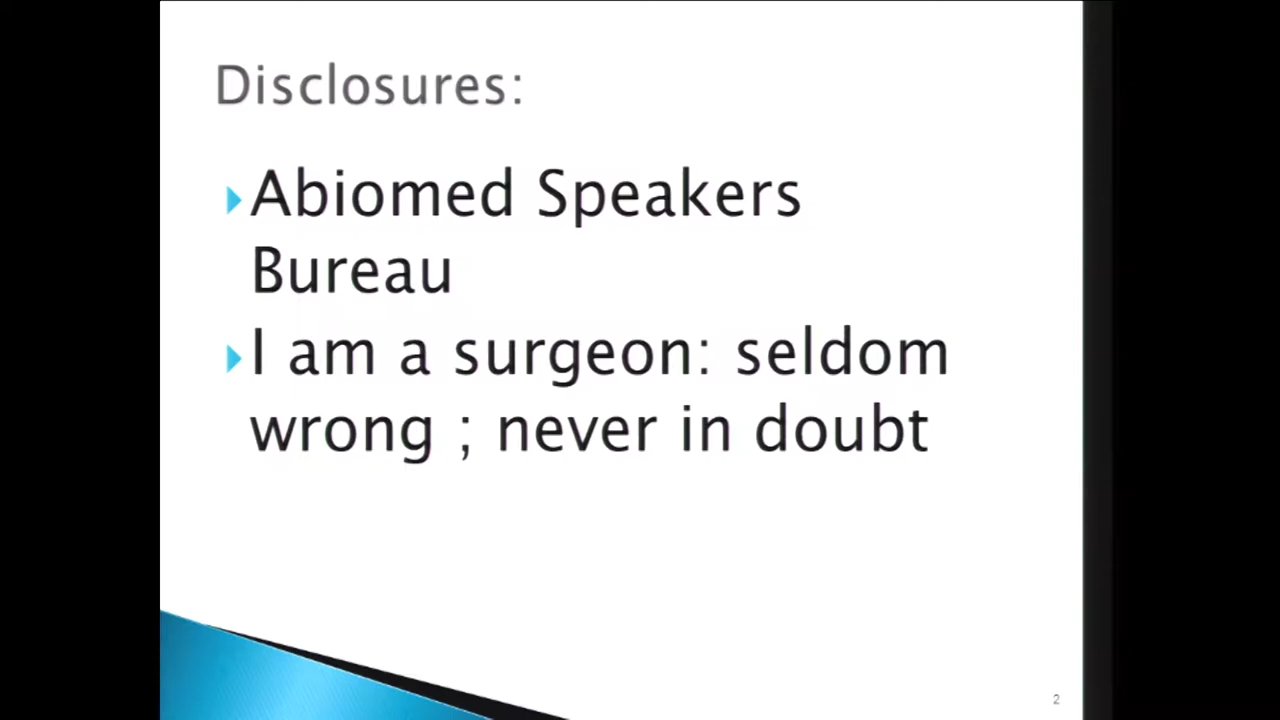 Disclosures:
Abiomed Speakers
Bureau
I am a surgeon: seldom
wrong ; never in doubt
2